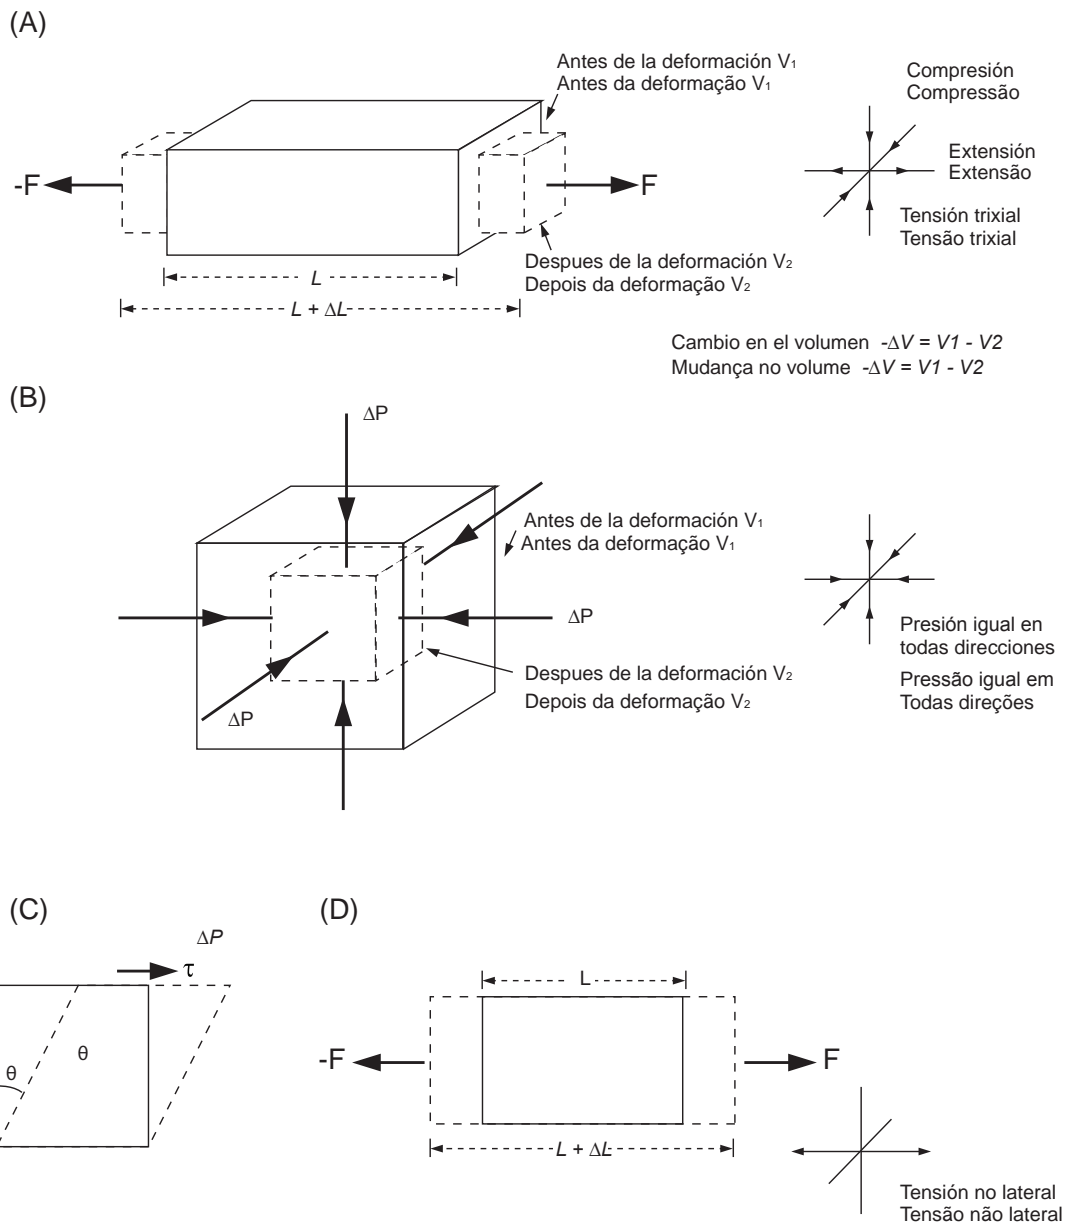 (A)
Antes de la deformación V₁
Antes da deformação V₁
Compresión
Compressão
-F
F
Extensión
Extensão
Tensión trixial
Tensão trixial
L
Despues de la deformación V₂
Depois da deformação V₂
L + ΔL
Cambio en el volumen -ΔV = V1 - V2
Mudança no volume -ΔV = V1 - V2
(B)
ΔP
Antes de la deformación V₁
Antes da deformação V₁
ΔP
Presión igual en
todas direcciones
Despues de la deformación V₂
Depois da deformação V₂
Pressão igual em
Todas direções
ΔP
(C)
ΔP
τ
θ
θ
(D)
L
-F
F
L + ΔL
Tensión no lateral
Tensão não lateral